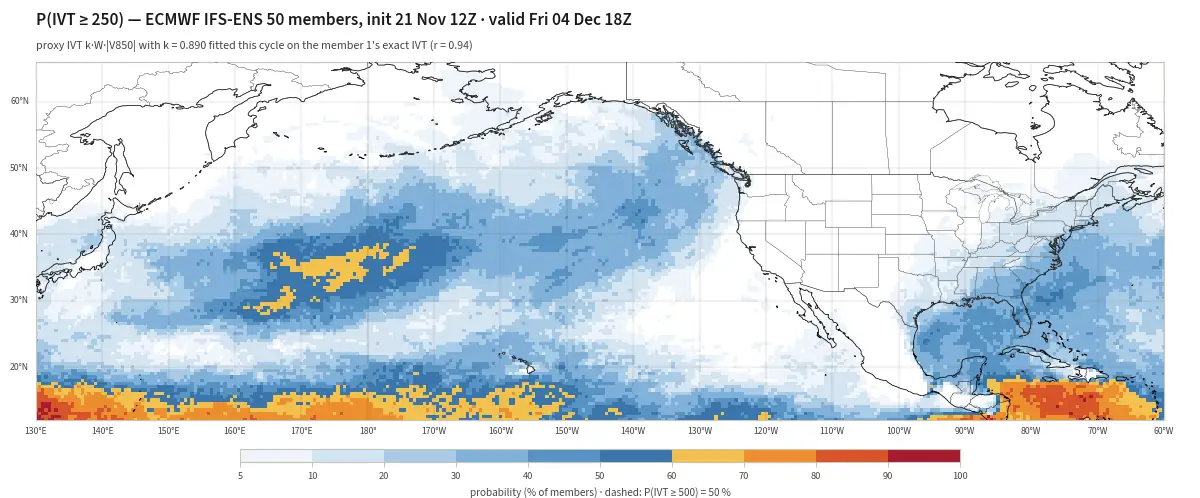 P(IVT ≥ 250) — ECMWF IFS-ENS 50 members, init 21 Nov 12Z · valid Fri 04 Dec 18Z
proxy IVT k·W·|V850| with k = 0.890 fitted this cycle on the member 1's exact IVT (r = 0.94)
60°N
50°N
40°N
30°N
20°N
130°E 140°E 150°E 160°E 170°E 180° 170°W 160°W 150°W 140°W 130°W 120°W 110°W 100°W 90°W 80°W 70°W 60°W
5 10 20 30 40 50 60 70 80 90 100
probability (% of members) · dashed: P(IVT ≥ 500) = 50 %